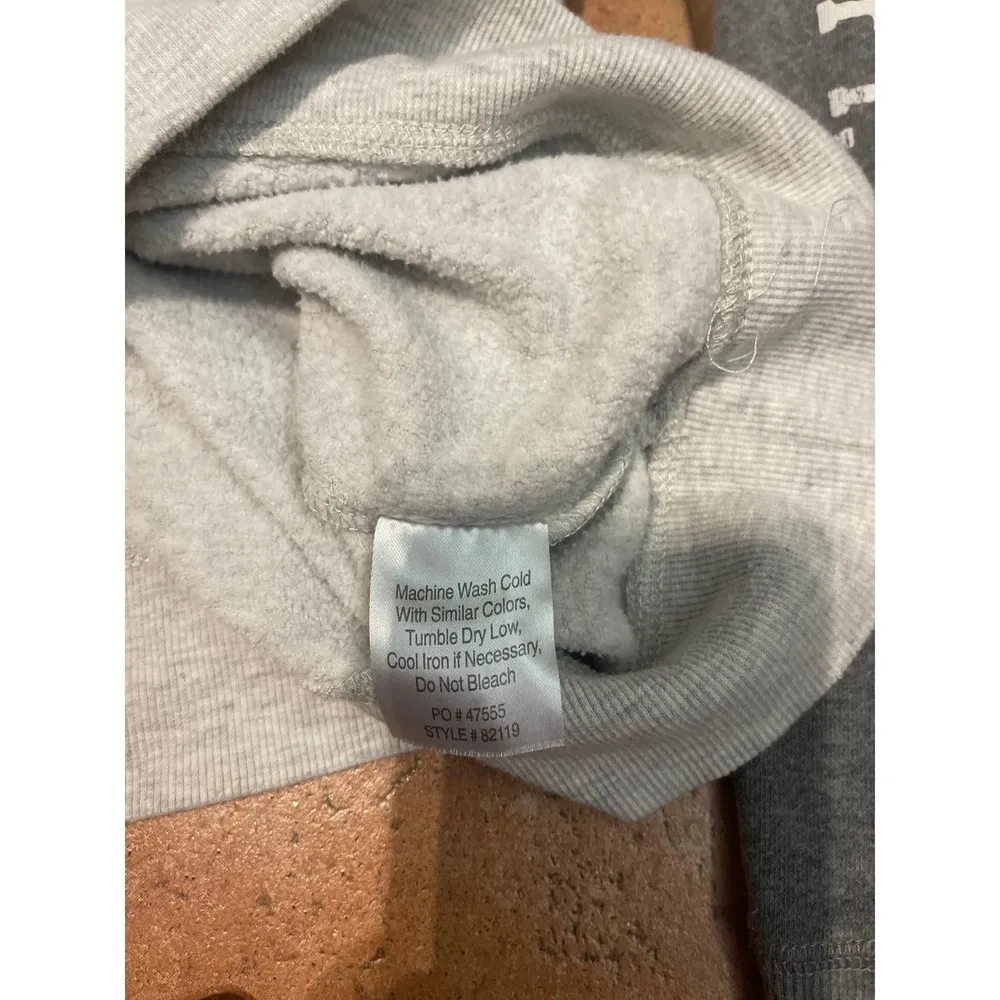 Machine Wash Cold
With Similar Colors,
Tumble Dry Low,
Cool Iron if Necessary,
Do Not Bleach
PO # 47555
STYLE # 82119